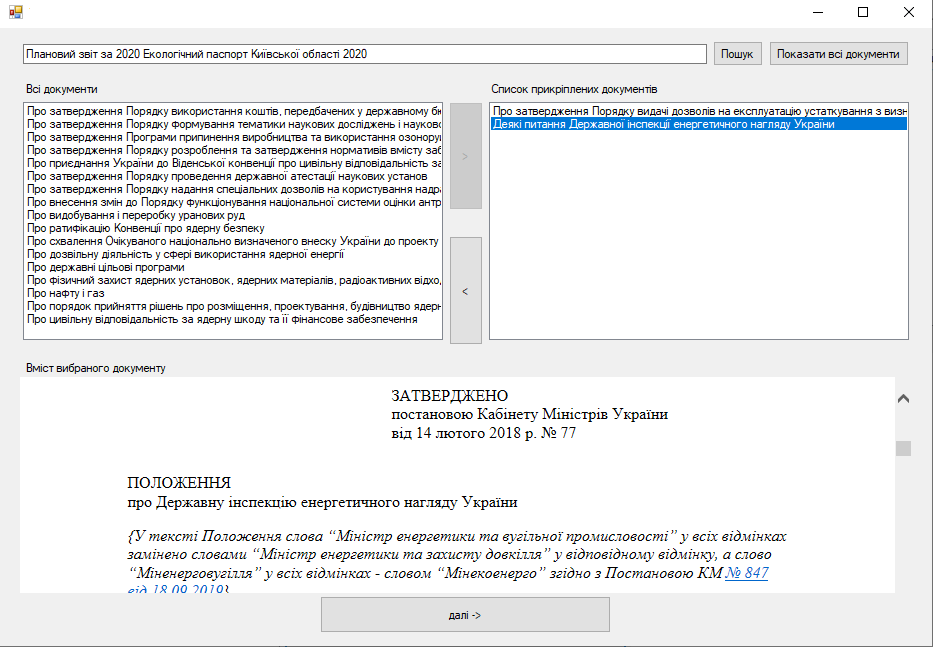 Плановий звіт за 2020 Екологічний паспорт Київської області 2020
Пошук
Показати всі документи
Всі документи
Список прикріплених документів
Про затвердження Порядку використання коштів, передбачених у державному
Про затвердження Порядку формування тематики наукових досліджень і
Про затвердження Програми припинення виробництва та використання
Про затвердження Порядку розроблення та затвердження нормативів вмісту
Про приєднання України до Віденської конвенції про цивільну відповідальність за
Про затвердження Порядку проведення державної атестації наукових установ
Про затвердження Порядку надання спеціальних дозволів на користування
Про внесення змін до Порядку функціонування національної системи оцінки
Про видобування і переробку уранових руд
Про ратифікацію Конвенції про ядерну безпеку
Про схвалення Очікуваного національно визначеного внеску України до проекту
Про дозвільну діяльність у сфері використання ядерної енергії
Про державні цільові програми
Про фізичний захист ядерних установок, ядерних матеріалів, радіоактивних
Про нафту і газ
Про порядок прийняття рішень про розміщення, проектування, будівництво
Про цивільну відповідальність за ядерну шкоду та її фінансове забезпечення
>
<
Про затвердження Порядку видачі дозволів на експлуатацію устаткування з
Деякі питання Державної інспекції енергетичного нагляду України
Вміст вибраного документу
ЗАТВЕРДЖЕНО
постановою Кабінету Міністрів України
від 14 лютого 2018 р. № 77
ПОЛОЖЕННЯ
про Державну інспекцію енергетичного нагляду України
{У тексті Положення слова “Міністр енергетики та вугільної промисловості” у всіх відмінках
замінено словами “Міністр енергетики та захисту довкілля” у відповідному відмінку, а слово
“Міненерговугілля” у всіх відмінках - словом “Мінекоенерго” згідно з Постановою КМ № 847
від 18.09.2019}
далі ->